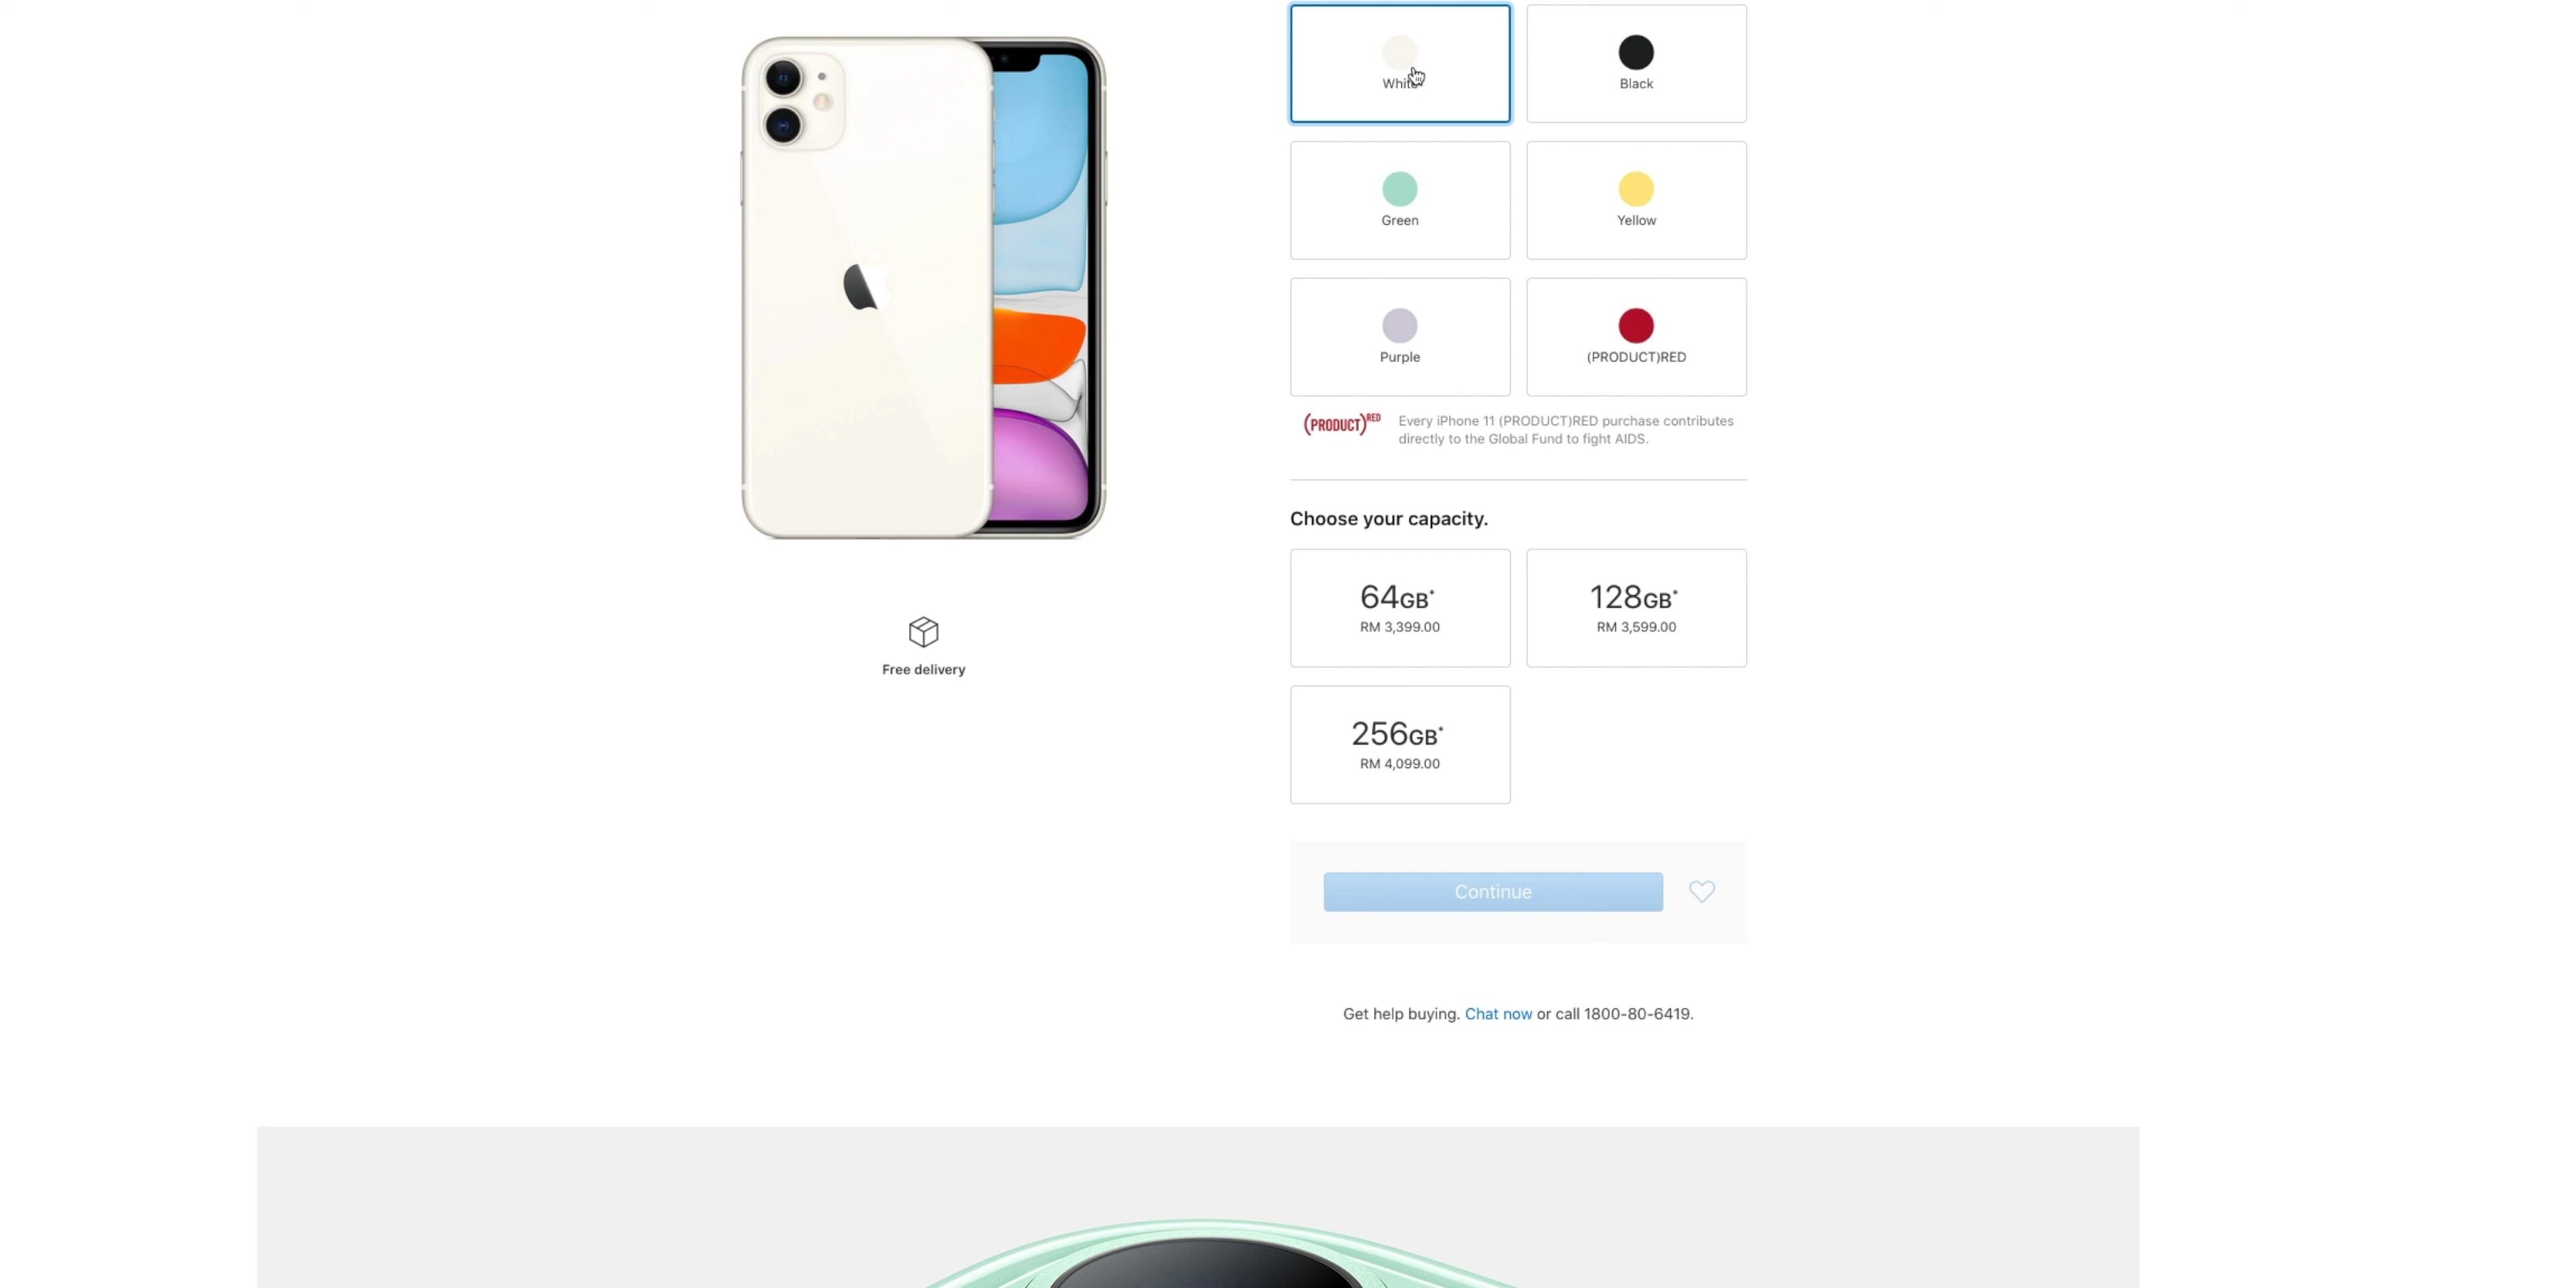 White
Black
Green
Yellow
Purple
(PRODUCT)RED
(PRODUCT)RED
Every iPhone 11 (PRODUCT)RED purchase contributes
directly to the Global Fund to fight AIDS.
Choose your capacity.
64GB*
RM 3,399.00
128GB*
RM 3,599.00
256GB*
RM 4,099.00
Free delivery
Continue
Get help buying. Chat now or call 1800-80-6419.